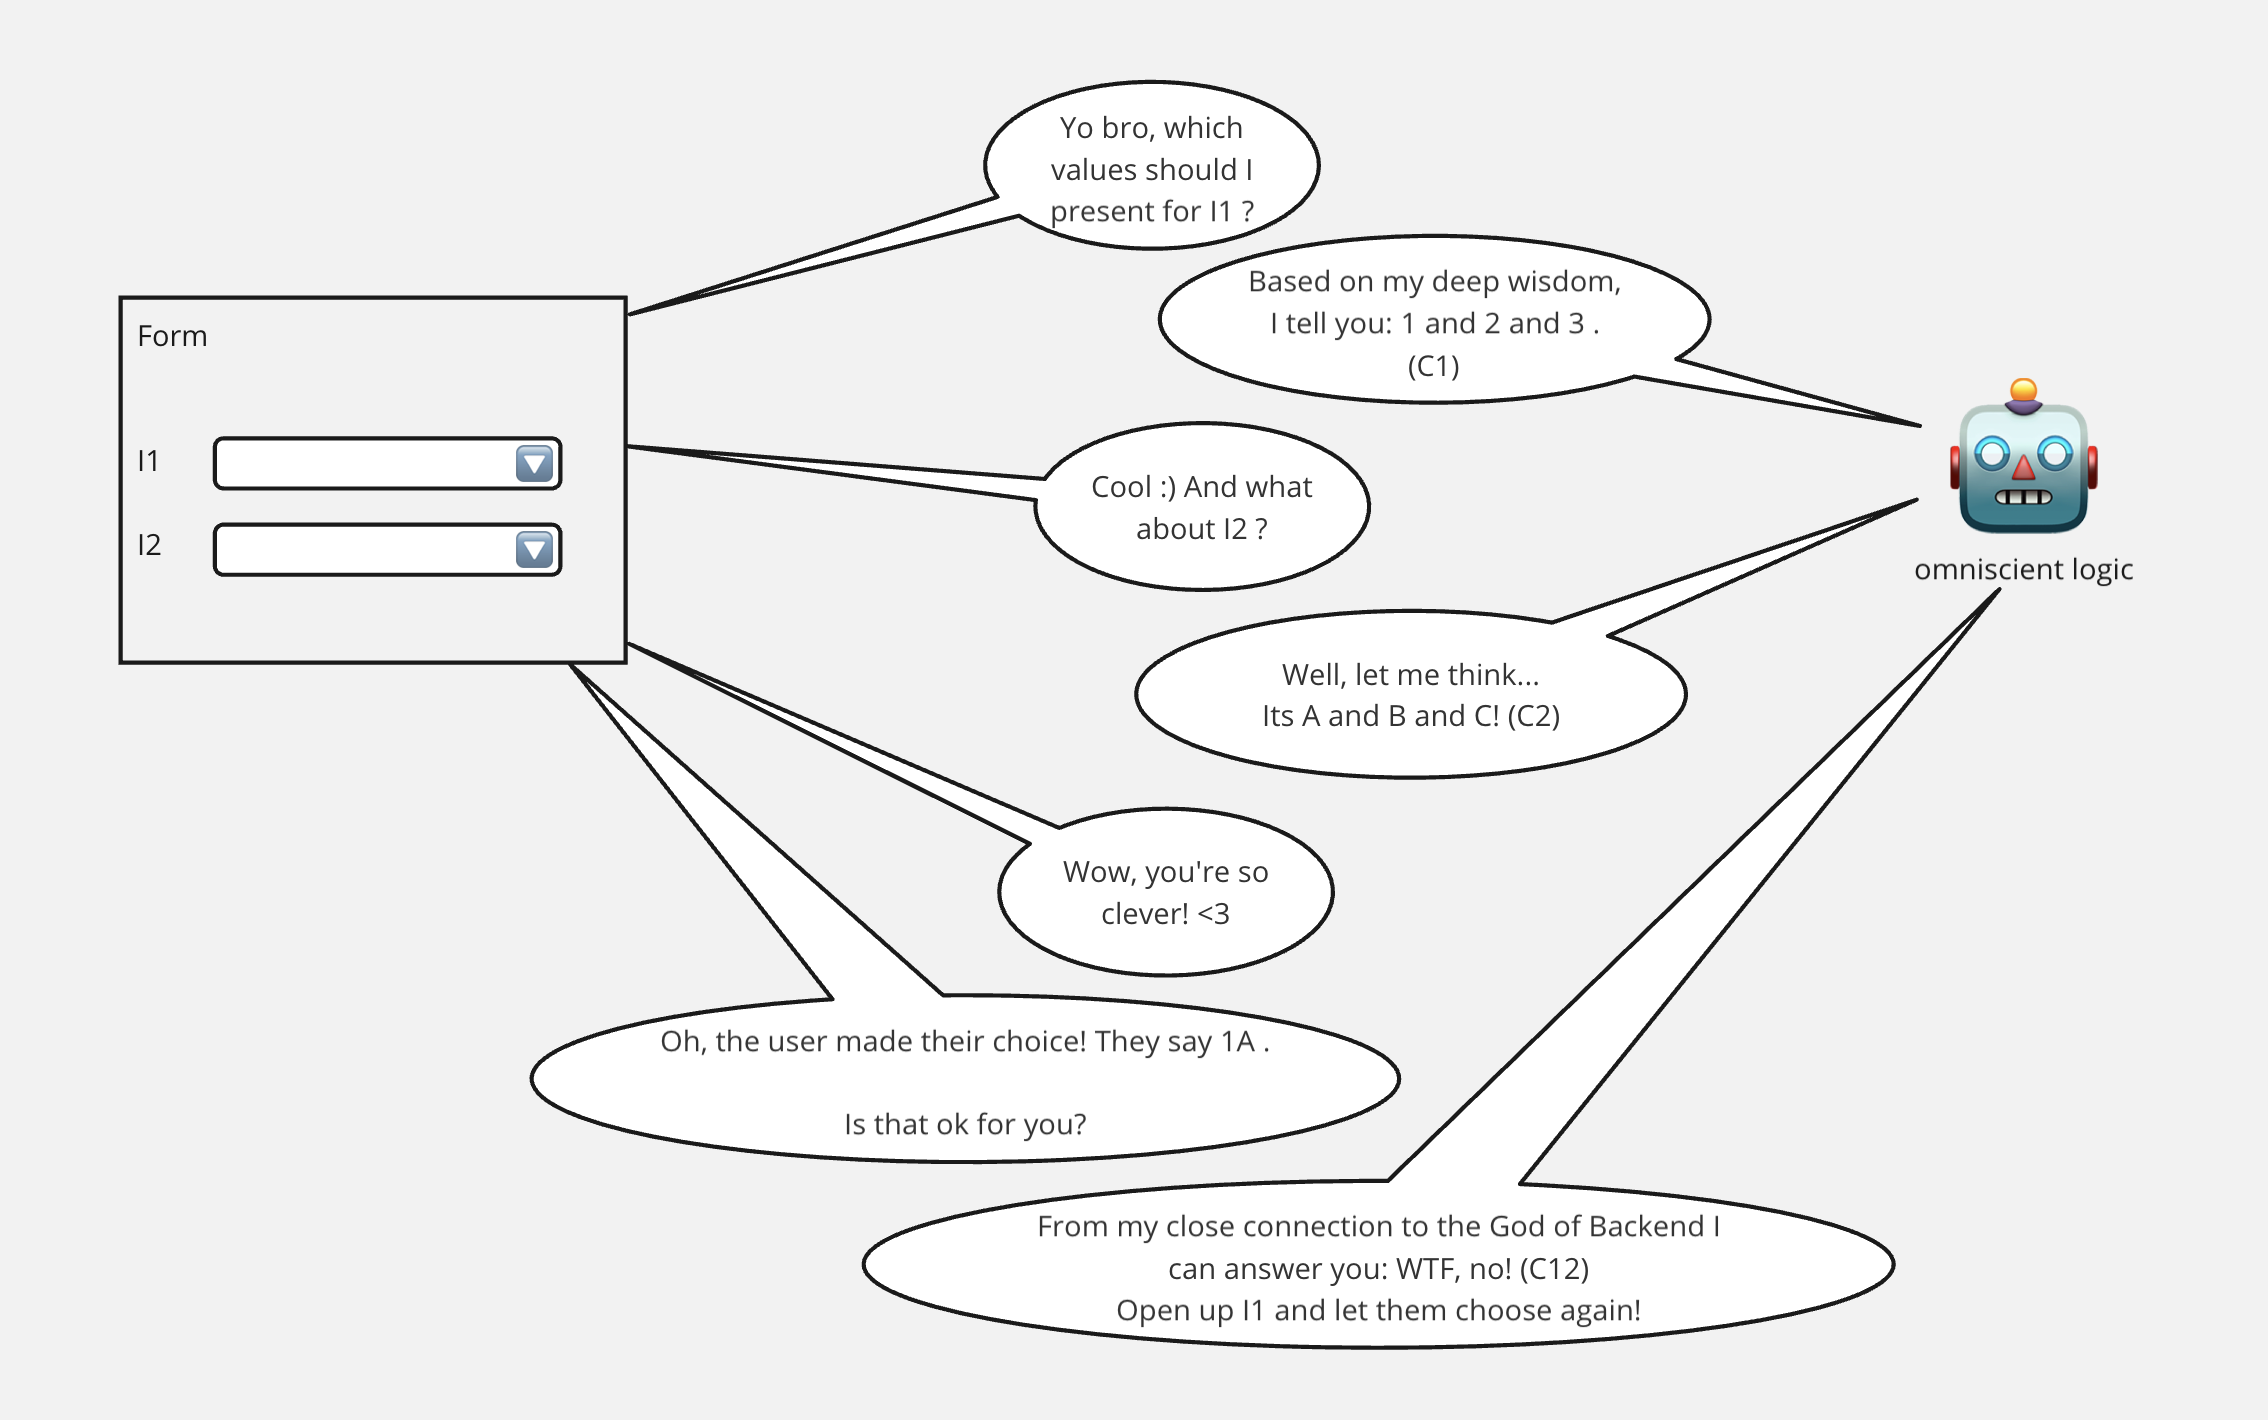 Yo bro, which
values should I
present for I1 ?
Based on my deep wisdom,
I tell you: 1 and 2 and 3 .
(C1)
Form
I1
I2
Cool :) And what
about I2 ?
omniscient logic
Well, let me think...
Its A and B and C! (C2)
Wow, you're so
clever! <3
Oh, the user made their choice! They say 1A .
Is that ok for you?
From my close connection to the God of Backend I
can answer you: WTF, no! (C12)
Open up I1 and let them choose again!